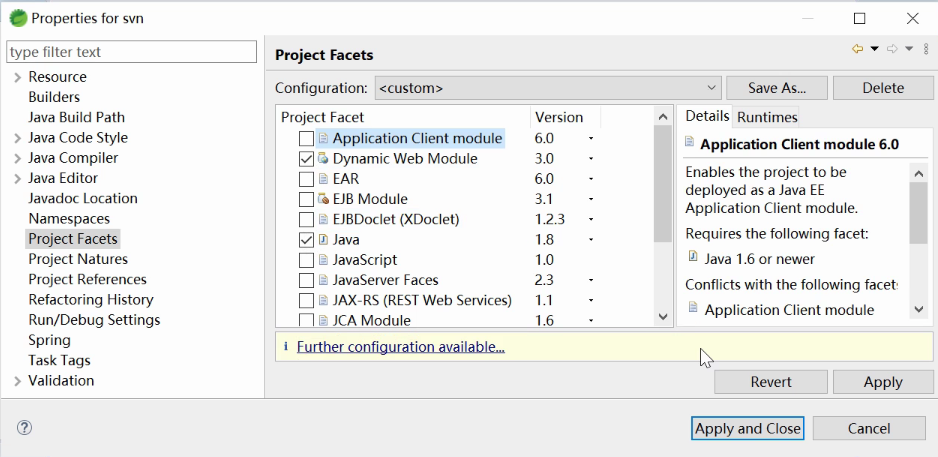 Properties for svn
type filter text
Resource
Builders
Java Build Path
Java Code Style
Java Compiler
Java Editor
Javadoc Location
Namespaces
Project Facets
Project Natures
Project References
Refactoring History
Run/Debug Settings
Spring
Task Tags
Validation
Project Facets
Configuration: <custom> Save As... Delete
Project Facet Version
Application Client module 6.0
Dynamic Web Module 3.0
EAR 6.0
EJB Module 3.1
EJBDoclet (XDoclet) 1.2.3
Java 1.8
JavaScript 1.0
JavaServer Faces 2.3
JAX-RS (REST Web Services) 1.1
JCA Module 1.6
Details Runtimes
Application Client module 6.0
Enables the project to be
deployed as a Java EE
Application Client module.
Requires the following facet:
Java 1.6 or newer
Conflicts with the following facets
Application Client module
i Further configuration available...
Revert Apply
? Apply and Close Cancel